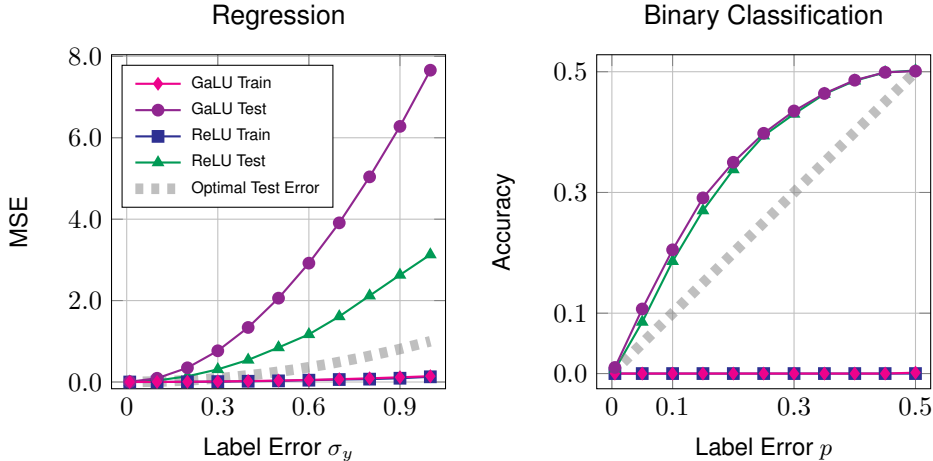 Regression
MSE
8.0
6.0
4.0
2.0
0.0
GaLU Train
GaLU Test
ReLU Train
ReLU Test
Optimal Test Error
0
0.3
0.6
0.9
Label Error σ_y
Binary Classification
Accuracy
0.5
0.3
0.1
0.0
0
0.1
0.3
0.5
Label Error p